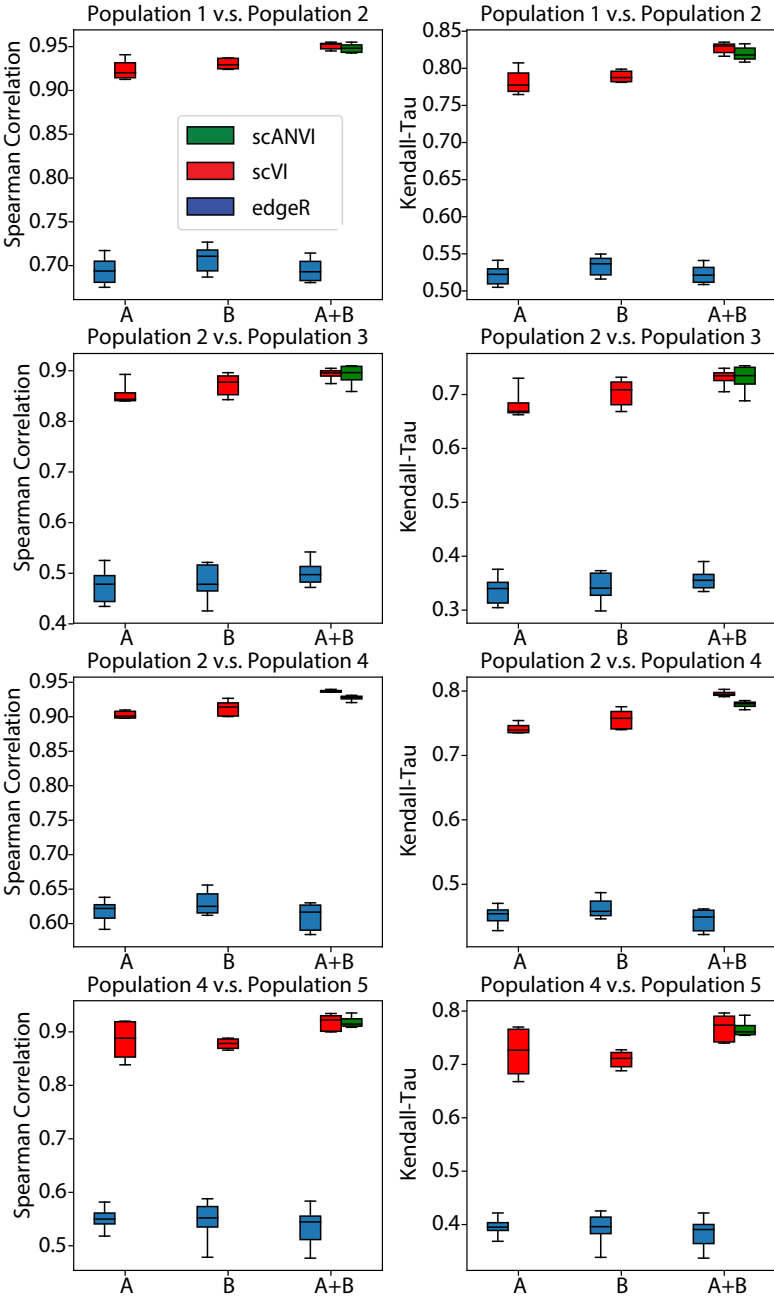 Population 1 v.s. Population 2
Spearman Correlation
0.95
0.90
0.85
0.80
0.75
0.70
scANVI
scVI
edgeR
A B A+B
Population 1 v.s. Population 2
Kendall-Tau
0.85
0.80
0.75
0.70
0.65
0.60
0.55
0.50
A B A+B
Population 2 v.s. Population 3
Spearman Correlation
0.9
0.8
0.7
0.6
0.5
0.4
A B A+B
Population 2 v.s. Population 3
Kendall-Tau
0.7
0.6
0.5
0.4
0.3
A B A+B
Population 2 v.s. Population 4
Spearman Correlation
0.95
0.90
0.85
0.80
0.75
0.70
0.65
0.60
A B A+B
Population 2 v.s. Population 4
Kendall-Tau
0.8
0.7
0.6
0.5
A B A+B
Population 4 v.s. Population 5
Spearman Correlation
0.9
0.8
0.7
0.6
0.5
A B A+B
Population 4 v.s. Population 5
Kendall-Tau
0.8
0.7
0.6
0.5
0.4
A B A+B